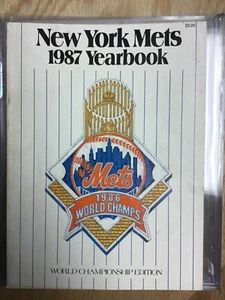 $5.00
New York Mets
1987 Yearbook
Mets
1986
WORLD CHAMPS
WORLD CHAMPIONSHIP EDITION